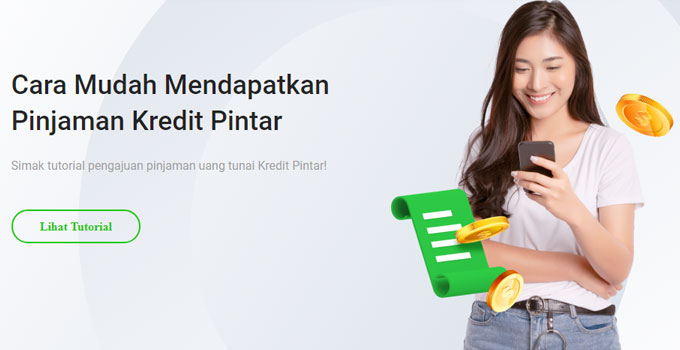 Cara Mudah Mendapatkan
Pinjaman Kredit Pintar
Simak tutorial pengajuan pinjaman uang tunai Kredit Pintar!
Lihat Tutorial